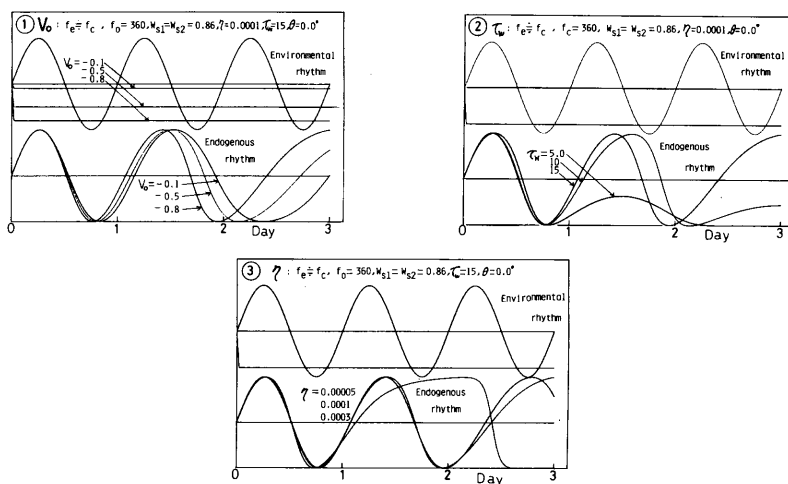 ① V₀ : fe ≑ fc , f₀ = 360, Ws1=Ws2=0.86, η=0.0001, τw=15, θ=0.0°
Environmental
rhythm
V₀=-0.1
-0.5
-0.8
Endogenous
rhythm
V₀=-0.1
-0.5
-0.8
0 1 2 3
Day
② τw : fe ≑ fc, fc=360, Ws1=Ws2=0.86, η=0.0001, θ=0.0°
Environmental
rhythm
Endogenous
rhythm
τw=5.0
10
15
0 1 2 3
Day
③ η : fe ≑ fc, f₀=360, Ws1=Ws2=0.86, τw=15, θ=0.0°
Environmental
rhythm
η=0.00005
0.0001
0.0003
Endogenous
rhythm
0 1 2 3
Day